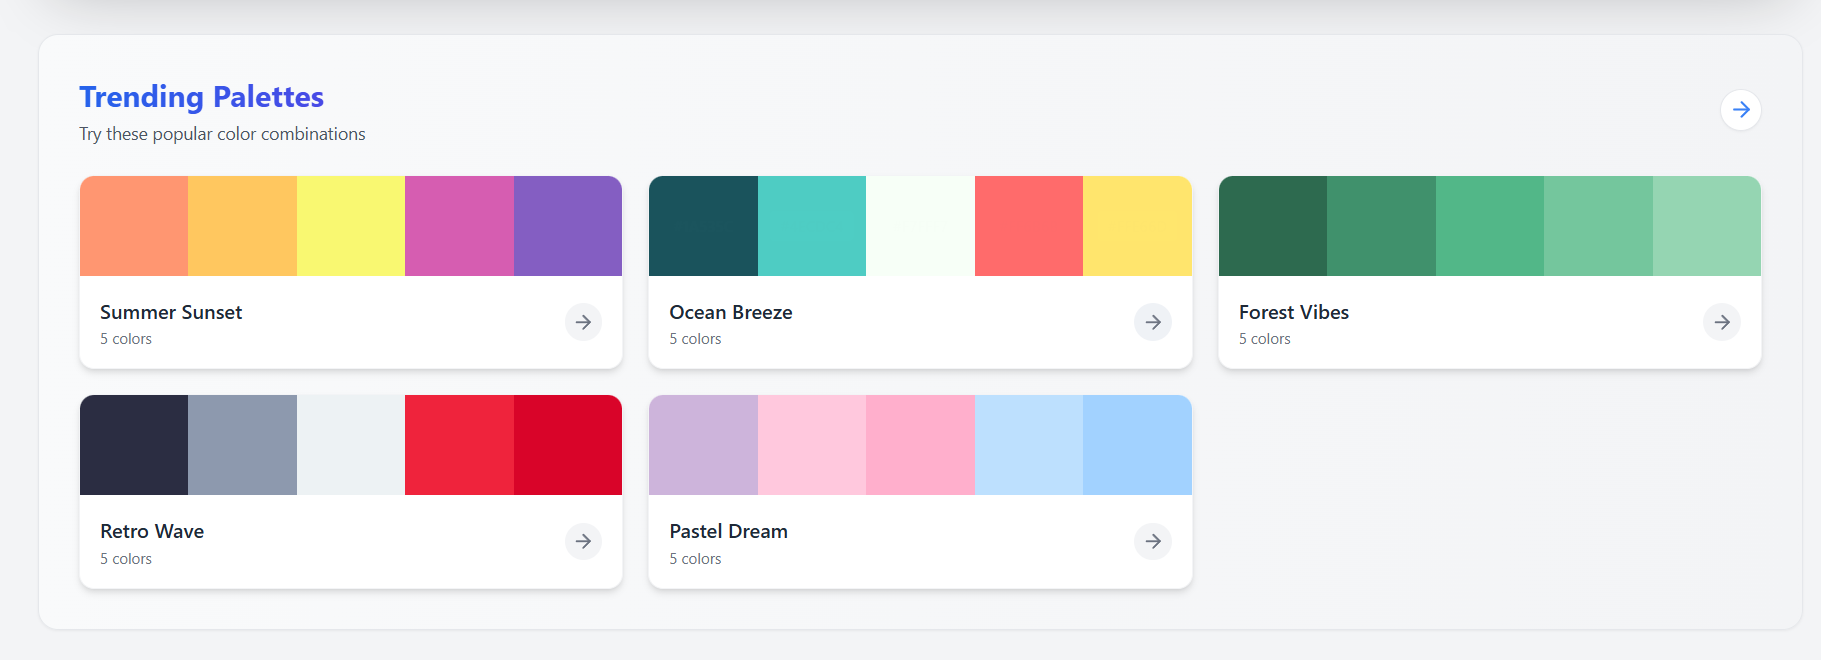 Trending Palettes
Try these popular color combinations
Summer Sunset
5 colors
Ocean Breeze
5 colors
Forest Vibes
5 colors
Retro Wave
5 colors
Pastel Dream
5 colors